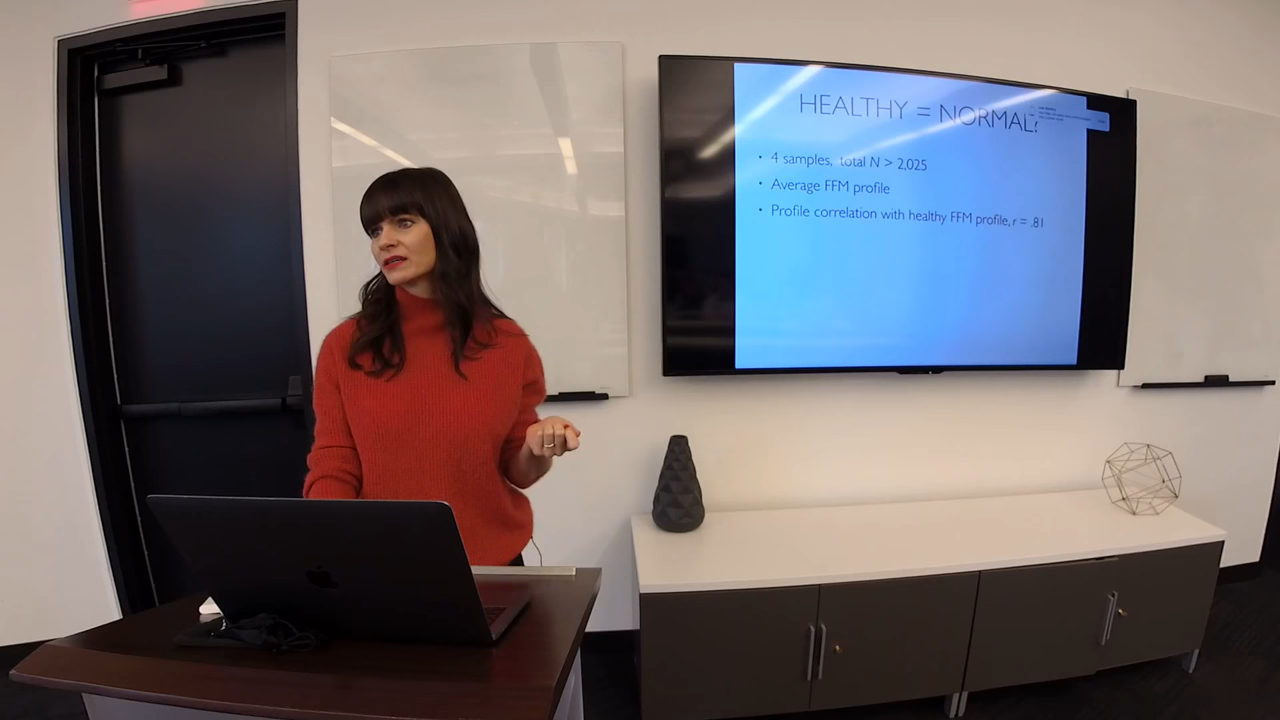 HEALTHY = NORMAL?
• 4 samples, total N > 2,025
• Average FFM profile
• Profile correlation with healthy FFM profile, r = .81